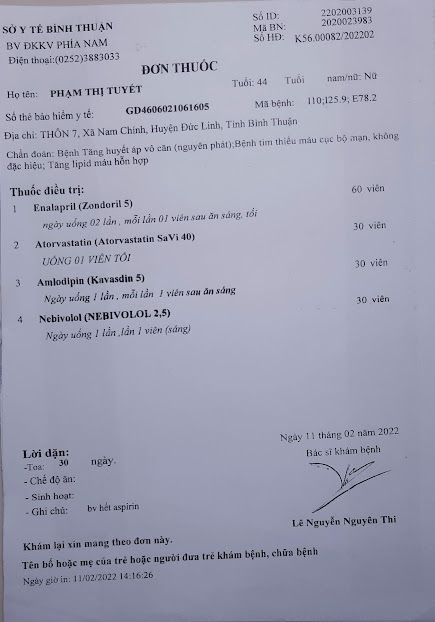 SỞ Y TẾ BÌNH THUẬN
BV ĐKKV PHÍA NAM
Điện thoại:(0252)3883033
Số ID: 2202003139
Mã BN: 2020023983
Số HĐ: K56.00082/202202
ĐƠN THUỐC
Họ tên: PHẠM THỊ TUYẾT Tuổi: 44 Tuổi nam/nữ: Nữ
Số thẻ bảo hiểm y tế: GD4606021061605 Mã bệnh: I10;I25.9; E78.2
Địa chỉ: THÔN 7, Xã Nam Chính, Huyện Đức Linh, Tỉnh Bình Thuận
Chẩn đoán: Bệnh Tăng huyết áp vô căn (nguyên phát);Bệnh tim thiếu máu cục bộ mạn, không
đặc hiệu; Tăng lipid máu hỗn hợp
Thuốc điều trị:
1 Enalapril (Zondoril 5) 60 viên
ngày uống 02 lần , mỗi lần 01 viên sau ăn sáng, tối
2 Atorvastatin (Atorvastatin SaVi 40) 30 viên
UỐNG 01 VIÊN TỐI
3 Amlodipin (Kavasdin 5) 30 viên
Ngày uống 1 lần , mỗi lần 1 viên sau ăn sáng
4 Nebivolol (NEBIVOLOL 2,5) 30 viên
Ngày uống 1 lần ,lần 1 viên (sáng)
Ngày 11 tháng 02 năm 2022
Bác sĩ khám bệnh
Lời dặn:
-Toa: 30 ngày.
- Chế độ ăn:
- Sinh hoạt:
- Ghi chú: bv hết aspirin
Lê Nguyễn Nguyên Thi
Khám lại xin mang theo đơn này.
Tên bố hoặc mẹ của trẻ hoặc người đưa trẻ khám bệnh, chữa bệnh
Ngày giờ in: 11/02/2022 14:16:26